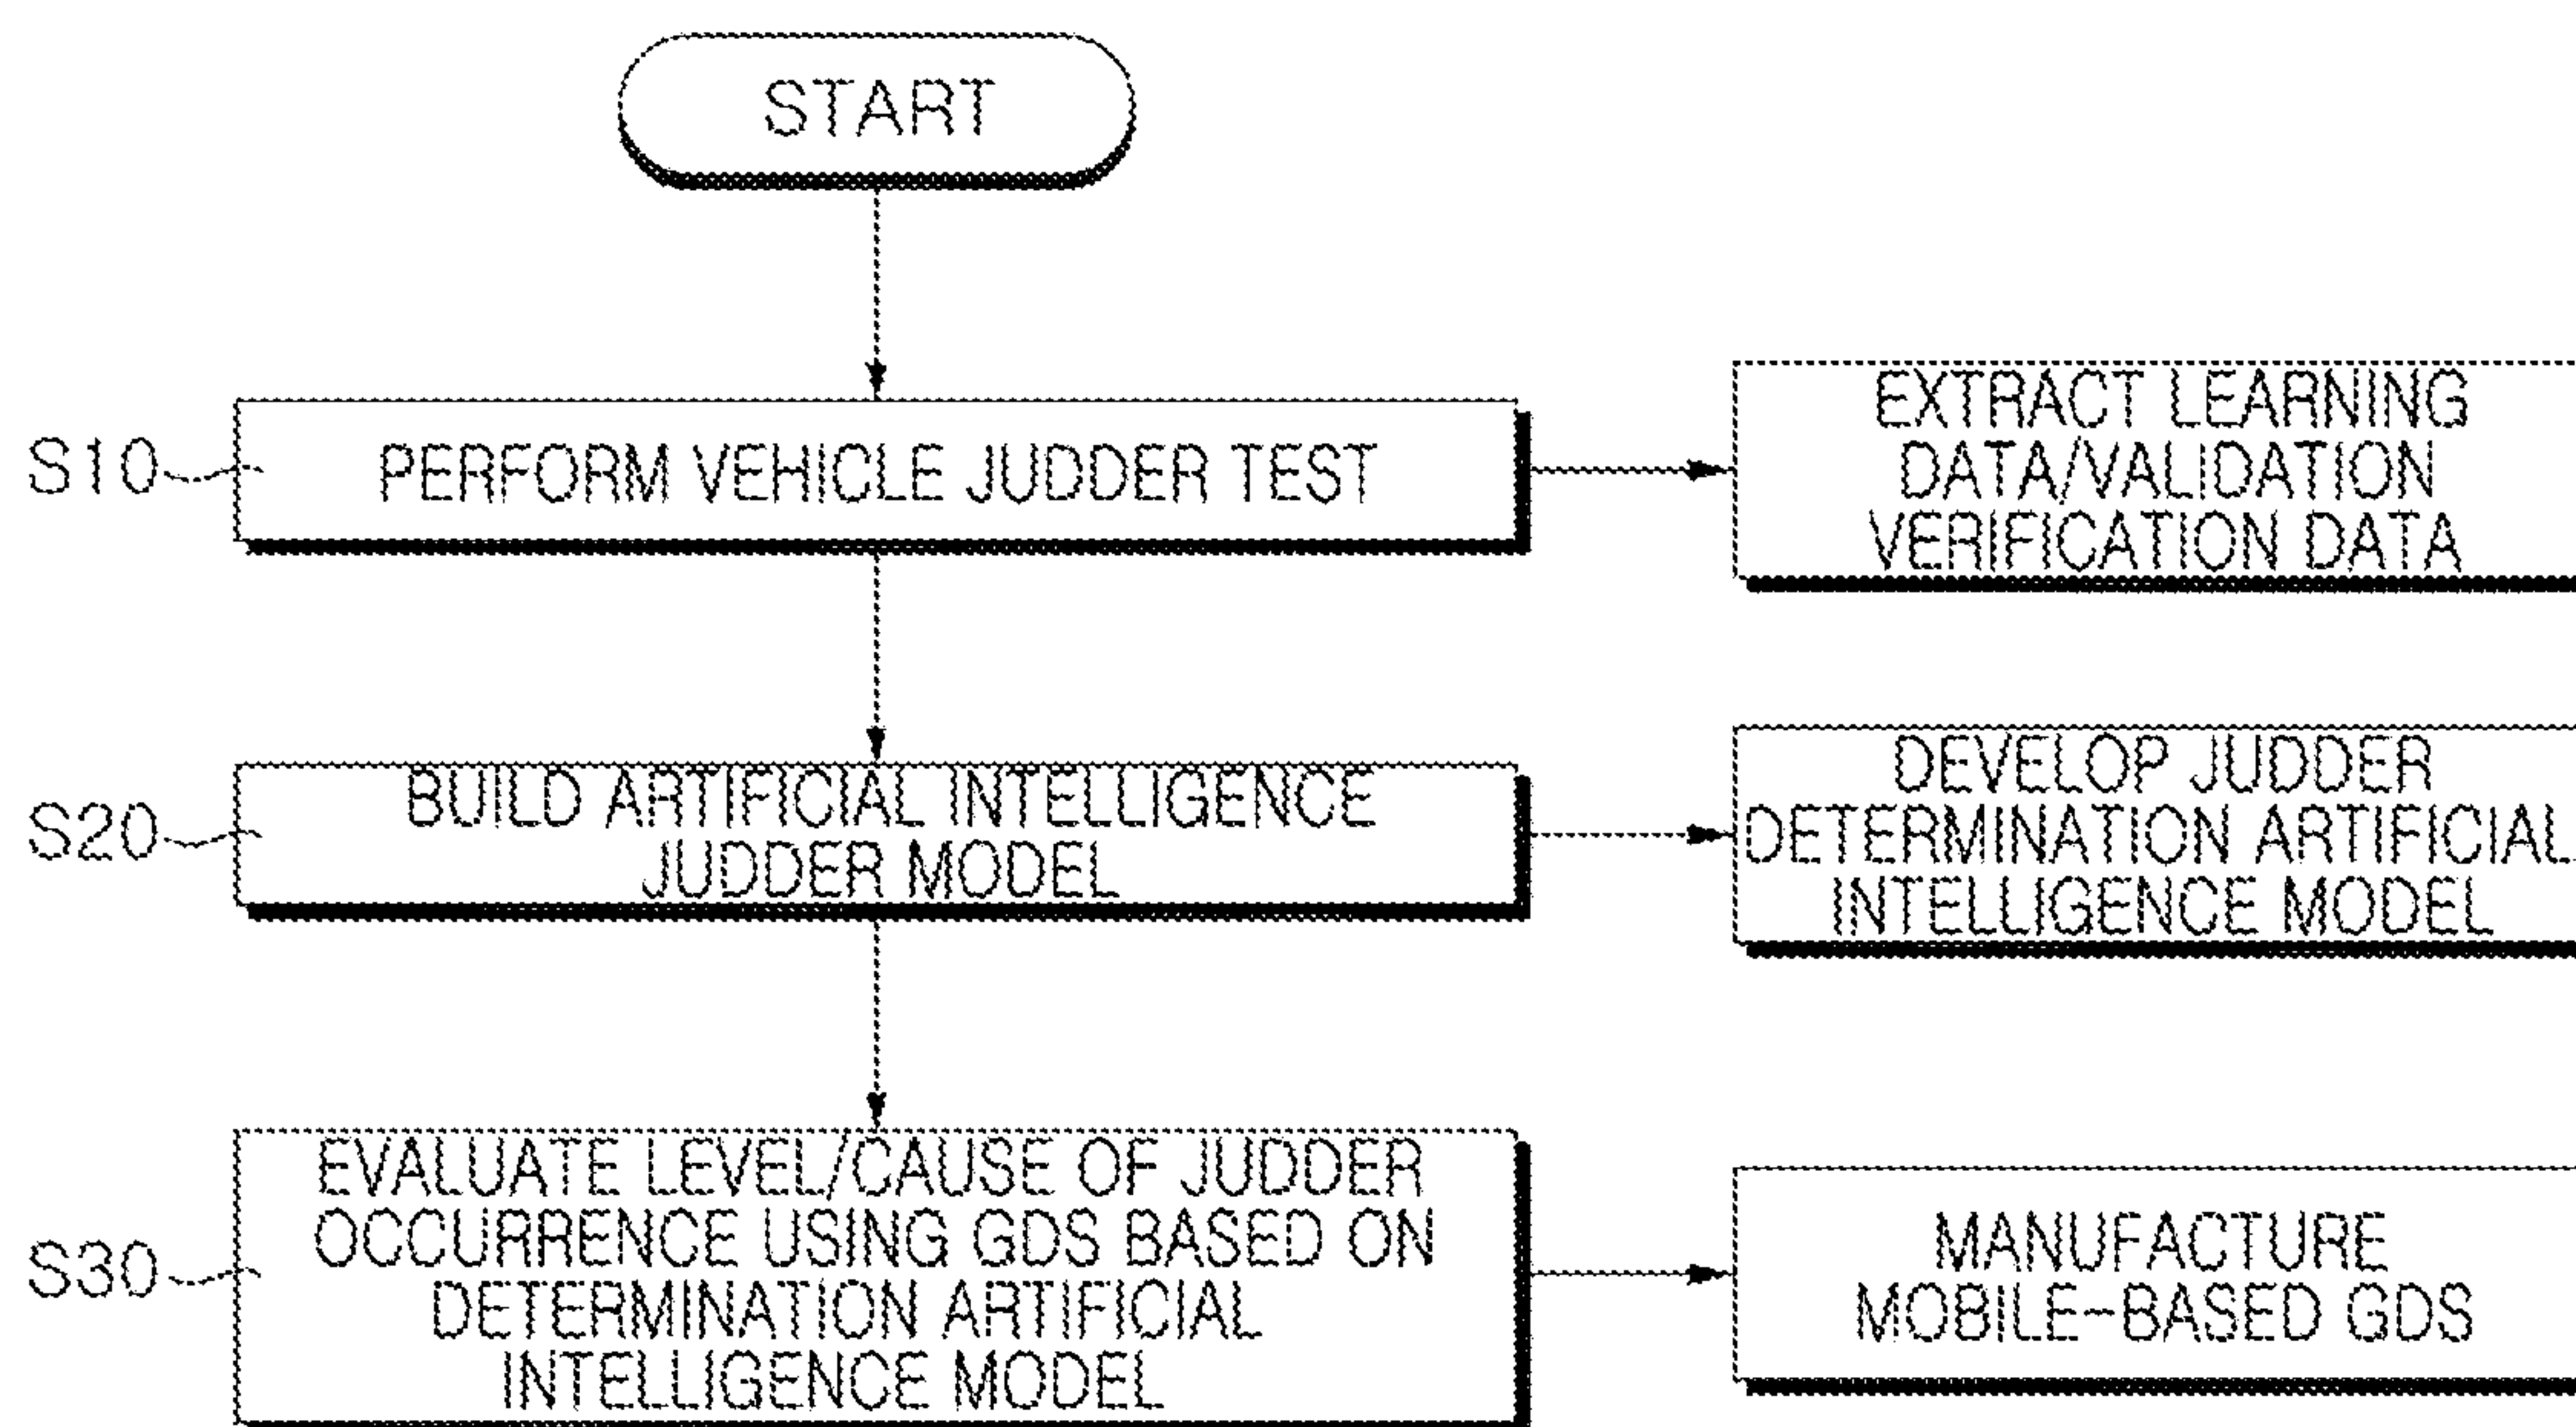 START
S10
PERFORM VEHICLE JUDDER TEST
EXTRACT LEARNING
DATA/VALIDATION
VERIFICATION DATA
S20
BUILD ARTIFICIAL INTELLIGENCE
JUDDER MODEL
DEVELOP JUDDER
DETERMINATION ARTIFICIAL
INTELLIGENCE MODEL
S30
EVALUATE LEVEL/CAUSE OF JUDDER
OCCURRENCE USING GDS BASED ON
DETERMINATION ARTIFICIAL
INTELLIGENCE MODEL
MANUFACTURE
MOBILE-BASED GDS